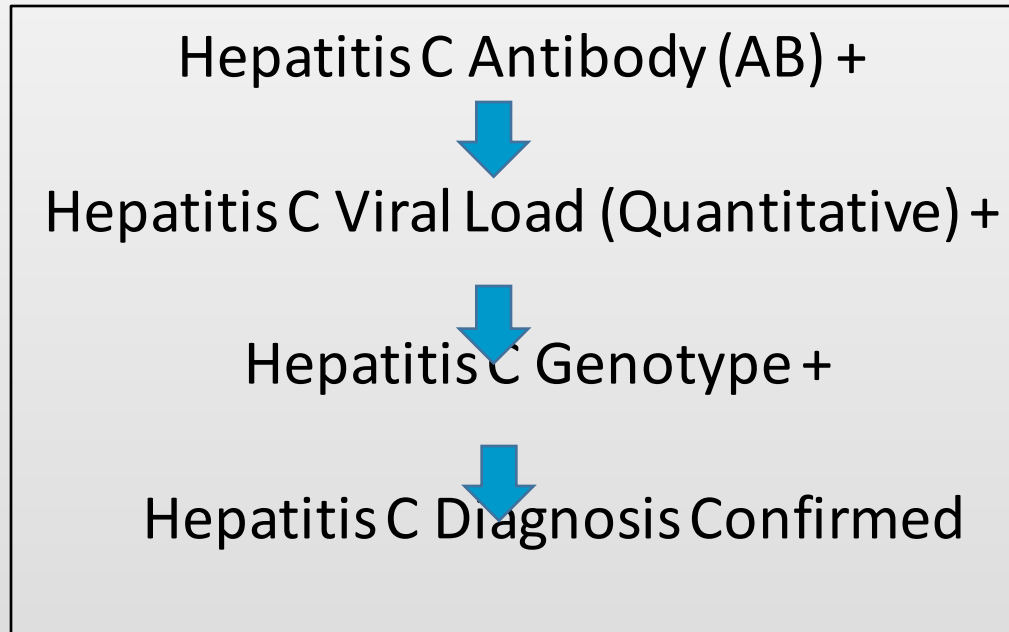 Hepatitis C Antibody (AB) +
Hepatitis C Viral Load (Quantitative) +
Hepatitis C Genotype +
Hepatitis C Diagnosis Confirmed